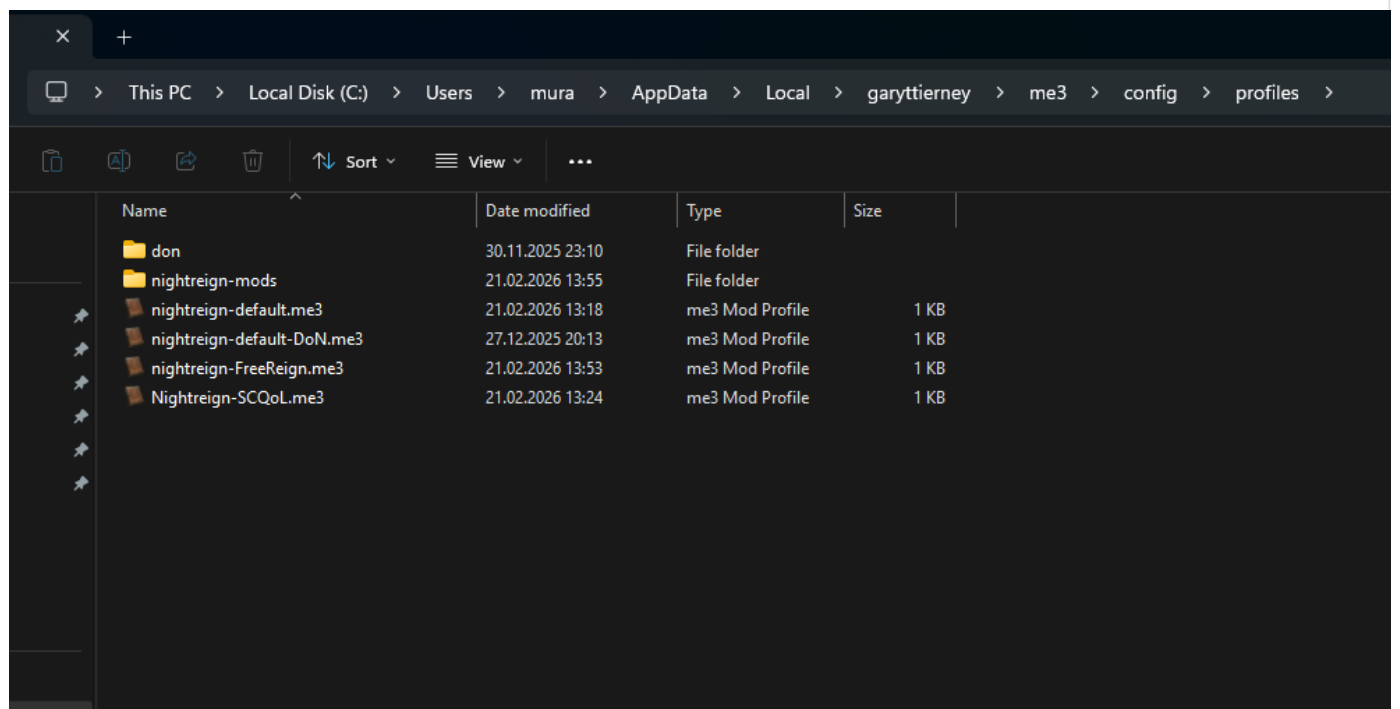 This PC > Local Disk (C:) > Users > mura > AppData > Local > garyttierney > me3 > config > profiles >
Sort View
Name Date modified Type Size
don 30.11.2025 23:10 File folder
nightreign-mods 21.02.2026 13:55 File folder
nightreign-default.me3 21.02.2026 13:18 me3 Mod Profile 1 KB
nightreign-default-DoN.me3 27.12.2025 20:13 me3 Mod Profile 1 KB
nightreign-FreeReign.me3 21.02.2026 13:53 me3 Mod Profile 1 KB
Nightreign-SCQoL.me3 21.02.2026 13:24 me3 Mod Profile 1 KB